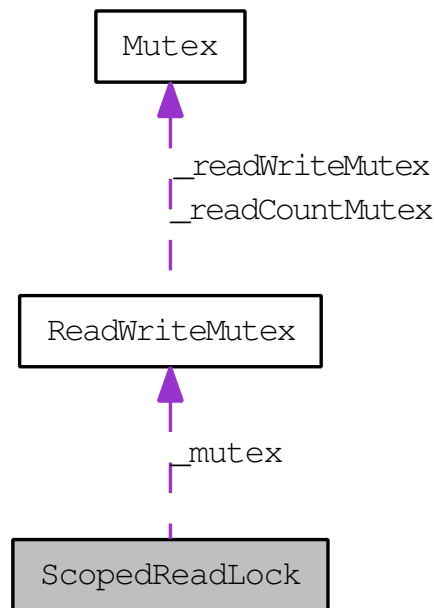 Mutex
_readWriteMutex
_readCountMutex
ReadWriteMutex
_mutex
ScopedReadLock